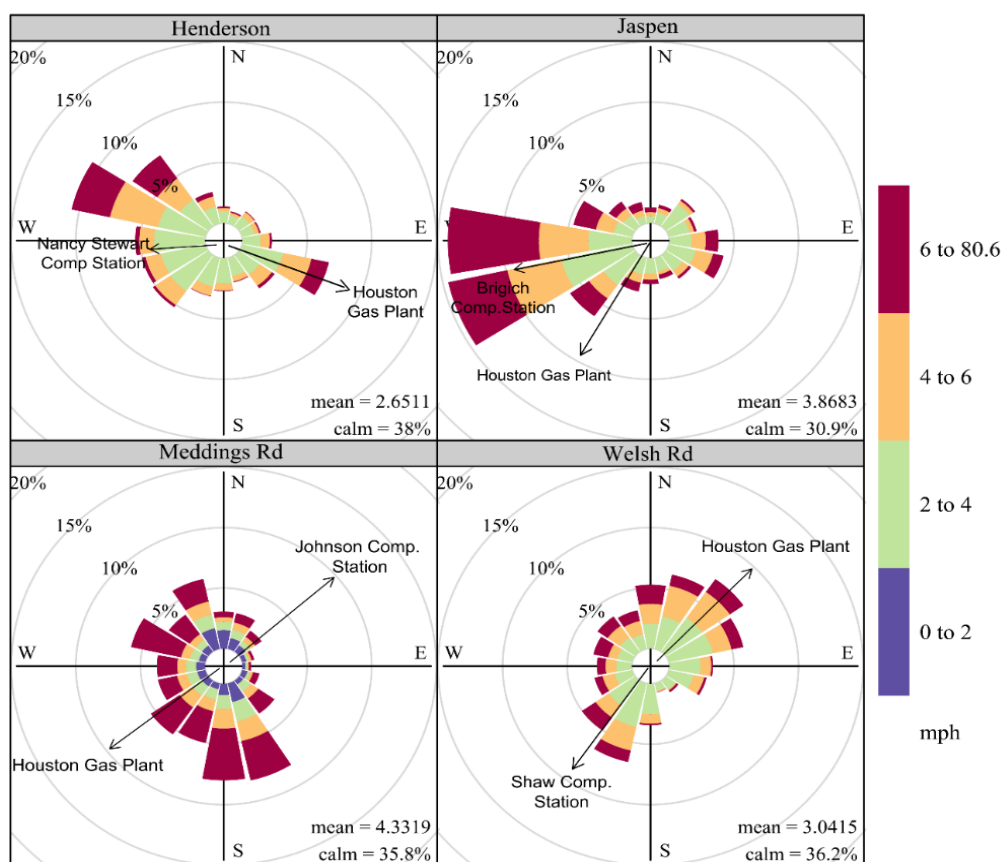 Henderson
N
20%
15%
10%
5%
W
E
Nancy Stewart
Comp Station
Houston
Gas Plant
mean = 2.6511
S
calm = 38%
Jaspen
N
20%
15%
10%
5%
W
E
Brigich
Comp.Station
Houston Gas Plant
mean = 3.8683
S
calm = 30.9%
Meddings Rd
N
20%
15%
10%
5%
Johnson Comp.
Station
W
E
Houston Gas Plant
mean = 4.3319
S
calm = 35.8%
Welsh Rd
N
20%
15%
10%
5%
Houston Gas Plant
W
E
Shaw Comp.
Station
mean = 3.0415
S
calm = 36.2%
6 to 80.6
4 to 6
2 to 4
0 to 2
mph